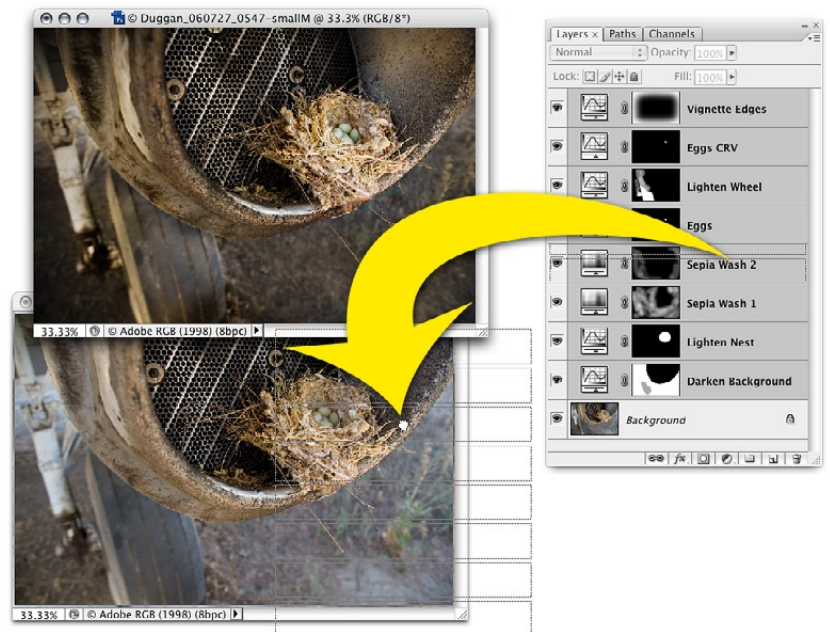 © Duggan_060727_0547-smallM @ 33.3% (RGB/8*)
33.33% © Adobe RGB (1998) (8bpc)
33.33% © Adobe RGB (1998) (8bpc)
Layers × Paths Channels
Normal Opacity: 100%
Lock: Fill: 100%
Vignette Edges
Eggs CRV
Lighten Wheel
Eggs
Sepia Wash 2
Sepia Wash 1
Lighten Nest
Darken Background
Background
fx.